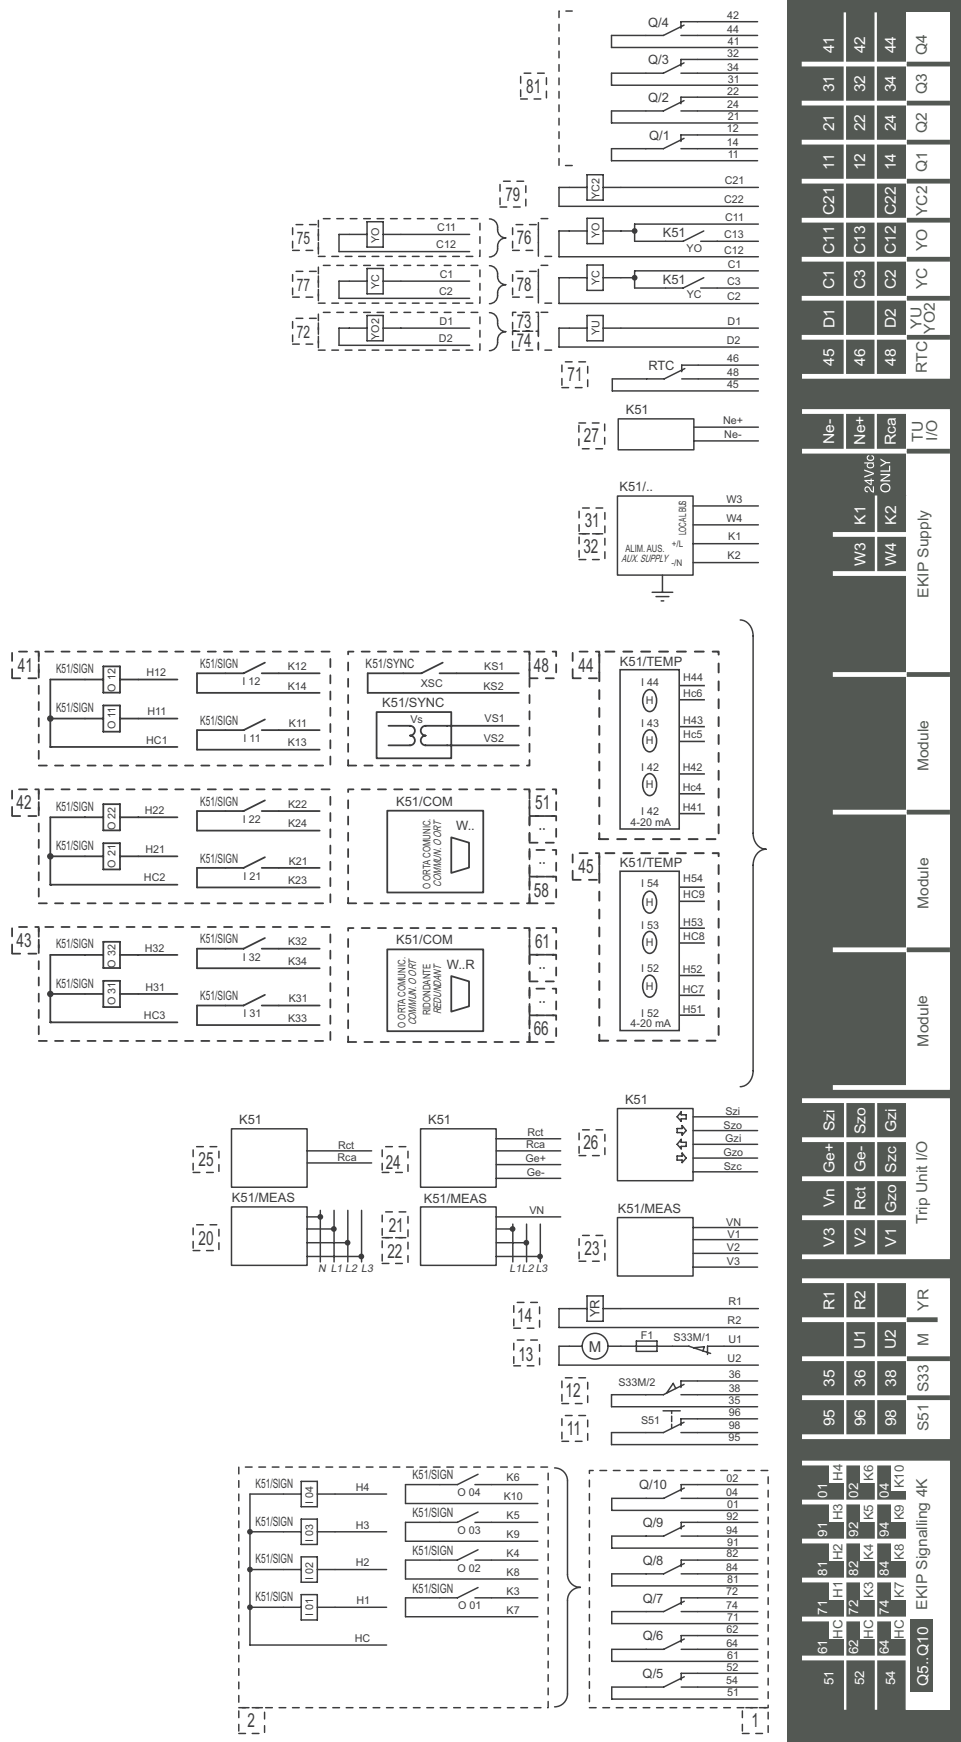 Q/4 42
44
41
Q/3 32
34
31
81
Q/2 22
24
21
Q/1 12
14
11
79 YC2 C21
C22
75 YO C11
C12
76 YO C11
K51 C13
YO
C12
77 YC C1
C2
78 YC C1
K51 C3
YC
C2
72 YO2 D1
D2
73
74
YU D1
D2
71 RTC 46
48
45
27 K51
Ne+
Ne-
31
32
K51/..
LOCAL BUS
W3
W4
ALIM. AUS. +/L K1
AUX. SUPPLY -/N K2
41 K51/SIGN O 12 H12
K51/SIGN O 11 H11
HC1
K51/SIGN K12
I 12 K14
K51/SIGN K11
I 11 K13
48 K51/SYNC KS1
XSC KS2
K51/SYNC
Vs VS1
VS2
44 K51/TEMP
I 44 H44
H Hc6
I 43 H43
H Hc5
I 42 H42
H Hc4
I 42 H41
4-20 mA
42 K51/SIGN O 22 H22
K51/SIGN O 21 H21
HC2
K51/SIGN K22
I 22 K24
K51/SIGN K21
I 21 K23
K51/COM 51
..
..
58
O ORTA COMUNIC.
COMMUN. O ORT
W..
45 K51/TEMP
I 54 H54
H HC9
I 53 H53
H HC8
I 52 H52
H HC7
I 52 H51
4-20 mA
43 K51/SIGN O 32 H32
K51/SIGN O 31 H31
HC3
K51/SIGN K32
I 32 K34
K51/SIGN K31
I 31 K33
K51/COM 61
..
..
66
O ORTA COMUNIC.
COMMUN. O ORT
RIDONDANTE
REDUNDANT
W..R
25 K51
Rct
Rca
24 K51
Rct
Rca
Ge+
Ge-
26 K51
Szi
Szo
Gzi
Gzo
Szc
20 K51/MEAS
N L1 L2 L3
21
22
K51/MEAS
VN
L1 L2 L3
23 K51/MEAS
VN
V1
V2
V3
14 YR R1
R2
13 M F1 S33M/1 U1
U2
12 S33M/2 36
38
35
11 S51 96
98
95
2
K51/SIGN I 04 H4
K51/SIGN I 03 H3
K51/SIGN I 02 H2
K51/SIGN I 01 H1
HC
K51/SIGN K6
O 04 K10
K51/SIGN K5
O 03 K9
K51/SIGN K4
O 02 K8
K51/SIGN K3
O 01 K7
1
Q/10 02
04
01
Q/9 92
94
91
Q/8 82
84
81
Q/7 72
74
71
Q/6 62
64
61
Q/5 52
54
51
41 42 44 Q4
31 32 34 Q3
21 22 24 Q2
11 12 14 Q1
C21 C22 YC2
C11 C13 C12 YO
C1 C3 C2 YC
D1 D2 YU
YO2
45 46 48 RTC
Ne- Ne+ Rca TU
I/O
24Vdc
ONLY
K1 K2
W3 W4
EKIP Supply
Module
Module
Module
Szi Szo Gzi
Ge+ Ge- Szc
Vn Rct Gzo
V3 V2 V1
Trip Unit I/O
R1 R2 YR
U1 U2 M
35 36 38 S33
95 96 98 S51
01 H4 02 K6 04 K10
91 H3 92 K5 94 K9
81 H2 82 K4 84 K8
71 H1 72 K3 74 K7
61 HC 62 HC 64 HC
51 52 54
EKIP Signalling 4K
Q5..Q10